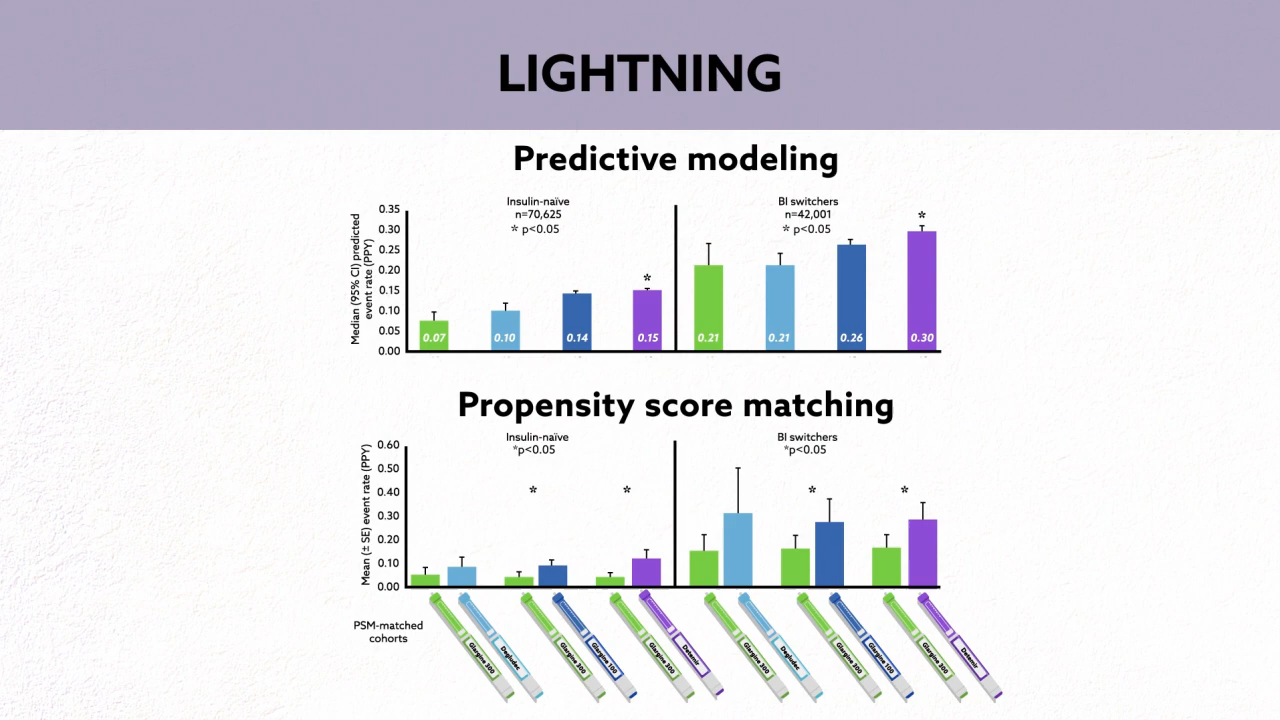 LIGHTNING
Predictive modeling
Median (95% CI) predicted
event rate (PPY)
0.35
0.30
0.25
0.20
0.15
0.10
0.05
0.00
Insulin-naïve
n=70,625
* p<0.05
*
0.07
0.10
0.14
0.15
BI switchers
n=42,001
* p<0.05
*
0.21
0.21
0.26
0.30
Propensity score matching
Mean (± SE) event rate (PPY)
0.60
0.50
0.40
0.30
0.20
0.10
0.00
Insulin-naïve
*p<0.05
*
*
BI switchers
*p<0.05
*
*
PSM-matched
cohorts
Glargine 300
Degludec
Glargine 300
Glargine 100
Glargine 300
Detemir
Glargine 300
Degludec
Glargine 300
Glargine 100
Glargine 300
Detemir